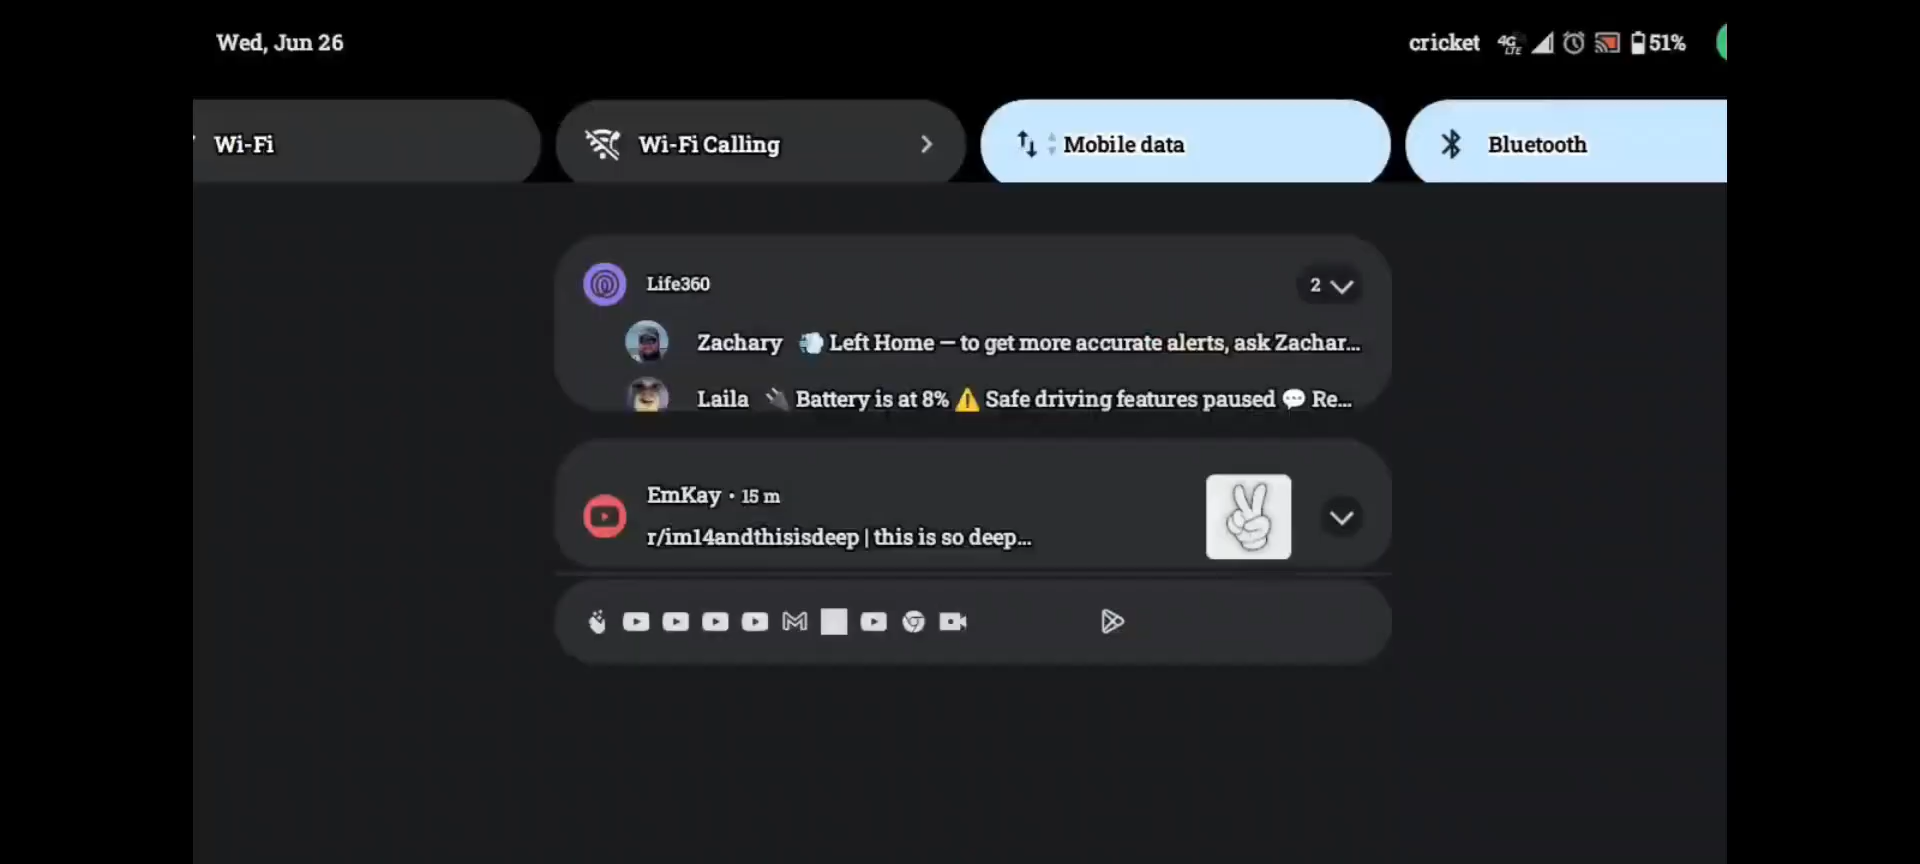 Wed, Jun 26
cricket 4G LTE 51%
Wi-Fi
Wi-Fi Calling
Mobile data
Bluetooth
Life360
2
Zachary 💨 Left Home — to get more accurate alerts, ask Zachar...
Laila 🔌 Battery is at 8% ⚠️ Safe driving features paused 💬 Re...
EmKay • 15 m
r/im14andthisisdeep | this is so deep...